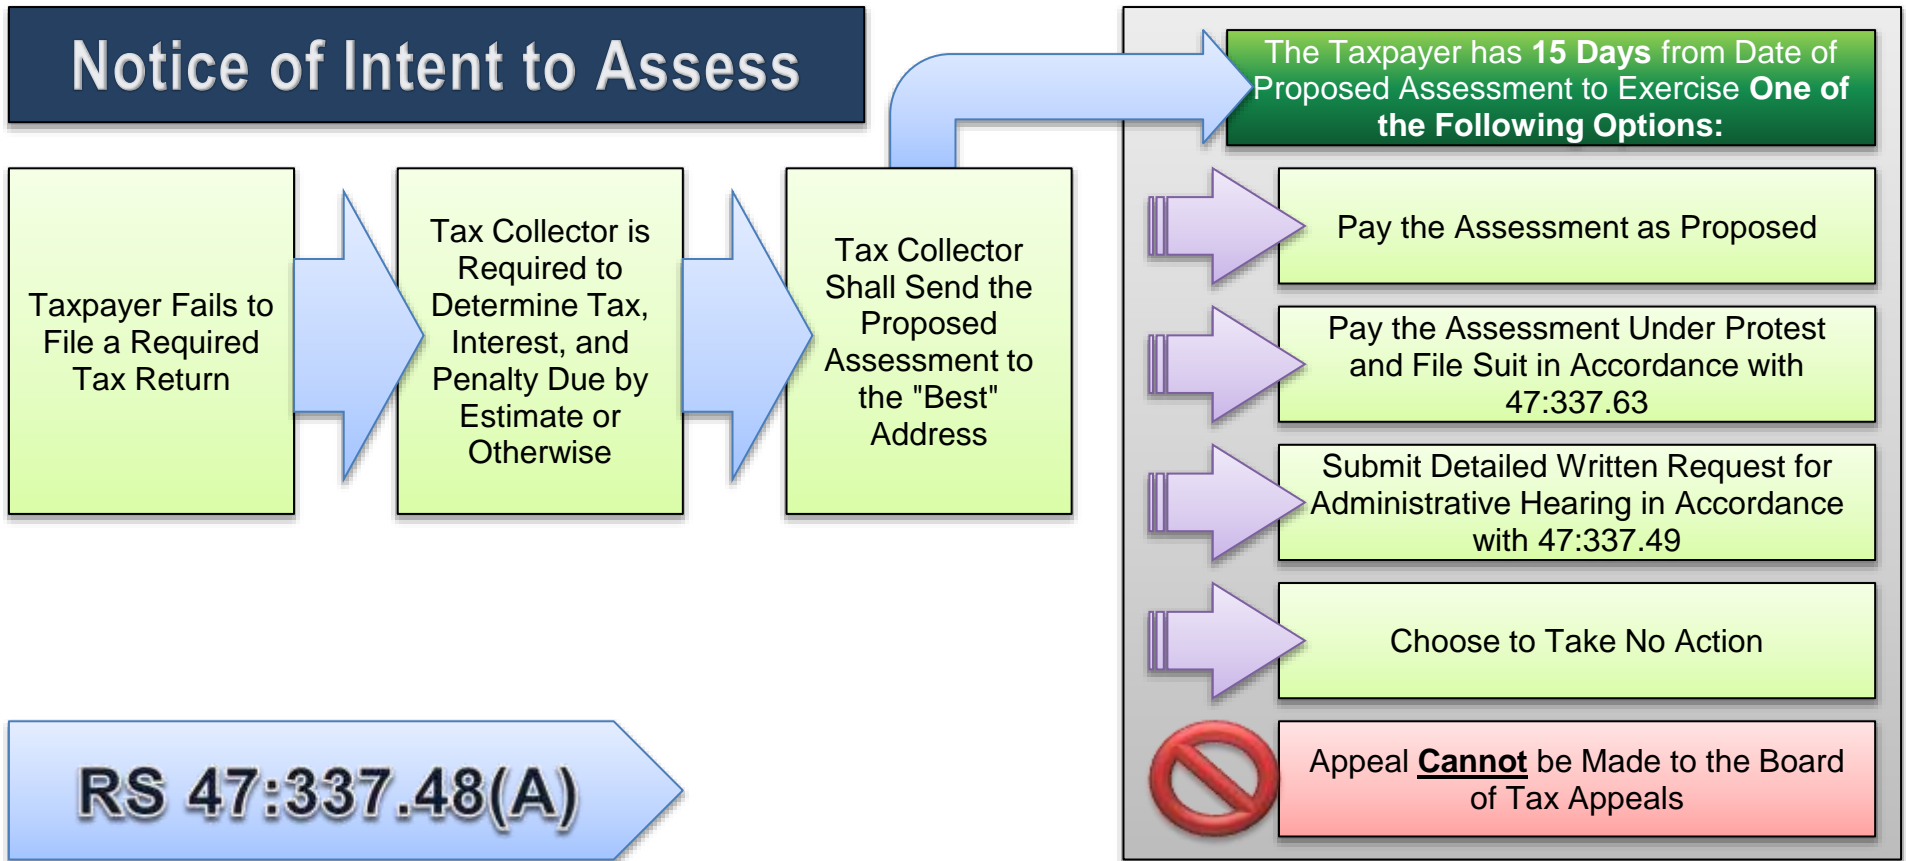 Notice of Intent to Assess
Taxpayer Fails to
File a Required
Tax Return
Tax Collector is
Required to
Determine Tax,
Interest, and
Penalty Due by
Estimate or
Otherwise
Tax Collector
Shall Send the
Proposed
Assessment to
the "Best"
Address
The Taxpayer has 15 Days from Date of
Proposed Assessment to Exercise One of
the Following Options:
Pay the Assessment as Proposed
Pay the Assessment Under Protest
and File Suit in Accordance with
47:337.63
Submit Detailed Written Request for
Administrative Hearing in Accordance
with 47:337.49
Choose to Take No Action
Appeal Cannot be Made to the Board
of Tax Appeals
RS 47:337.48(A)